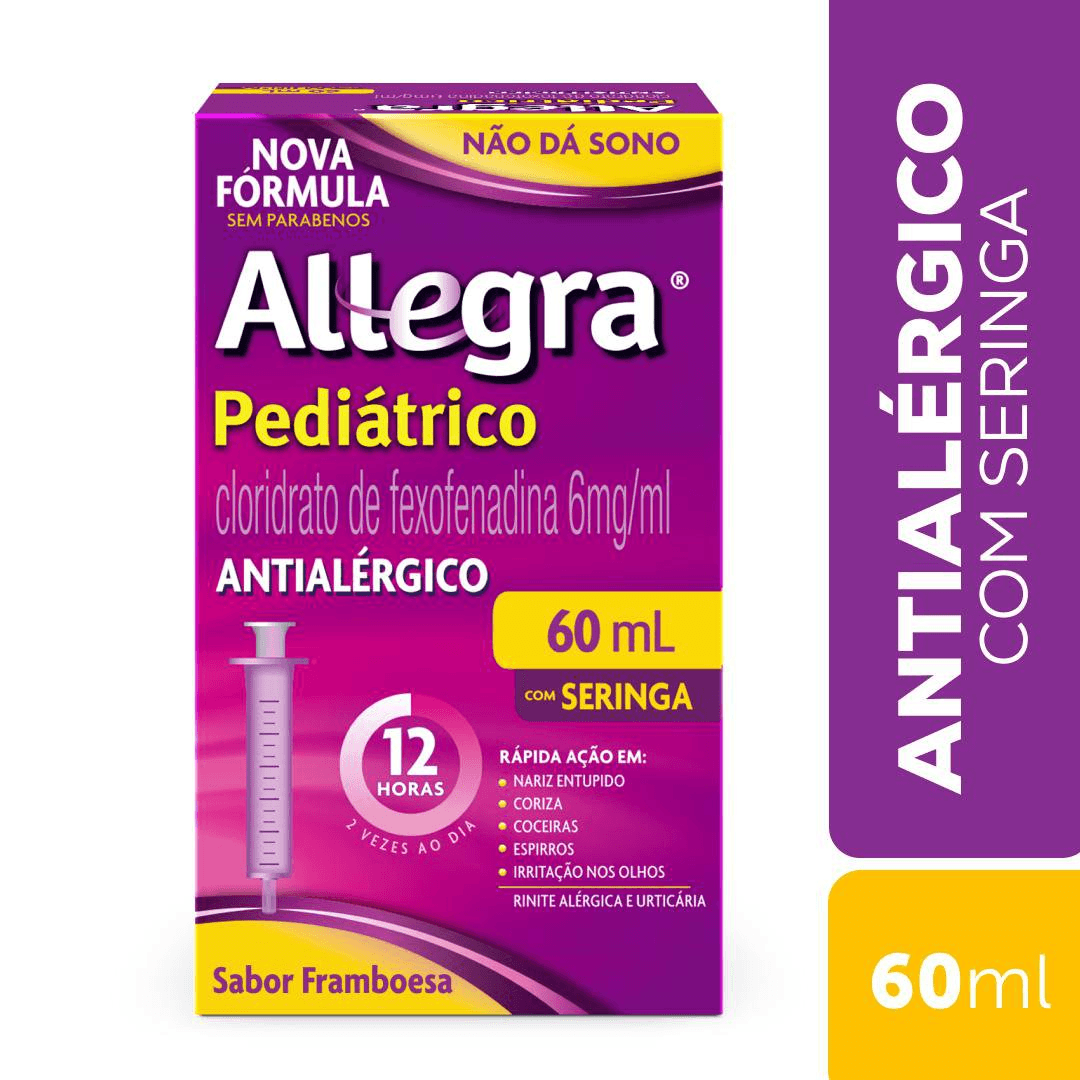 NÃO DÁ SONO
NOVA
FÓRMULA
SEM PARABENOS
Allegra®
Pediátrico
cloridrato de fexofenadina 6mg/ml
ANTIALÉRGICO
60 mL
COM SERINGA
12
HORAS
2 VEZES AO DIA
RÁPIDA AÇÃO EM:
• NARIZ ENTUPIDO
• CORIZA
• COCEIRAS
• ESPIRROS
• IRRITAÇÃO NOS OLHOS
RINITE ALÉRGICA E URTICÁRIA
Sabor Framboesa
ANTIALÉRGICO
COM SERINGA
60ml